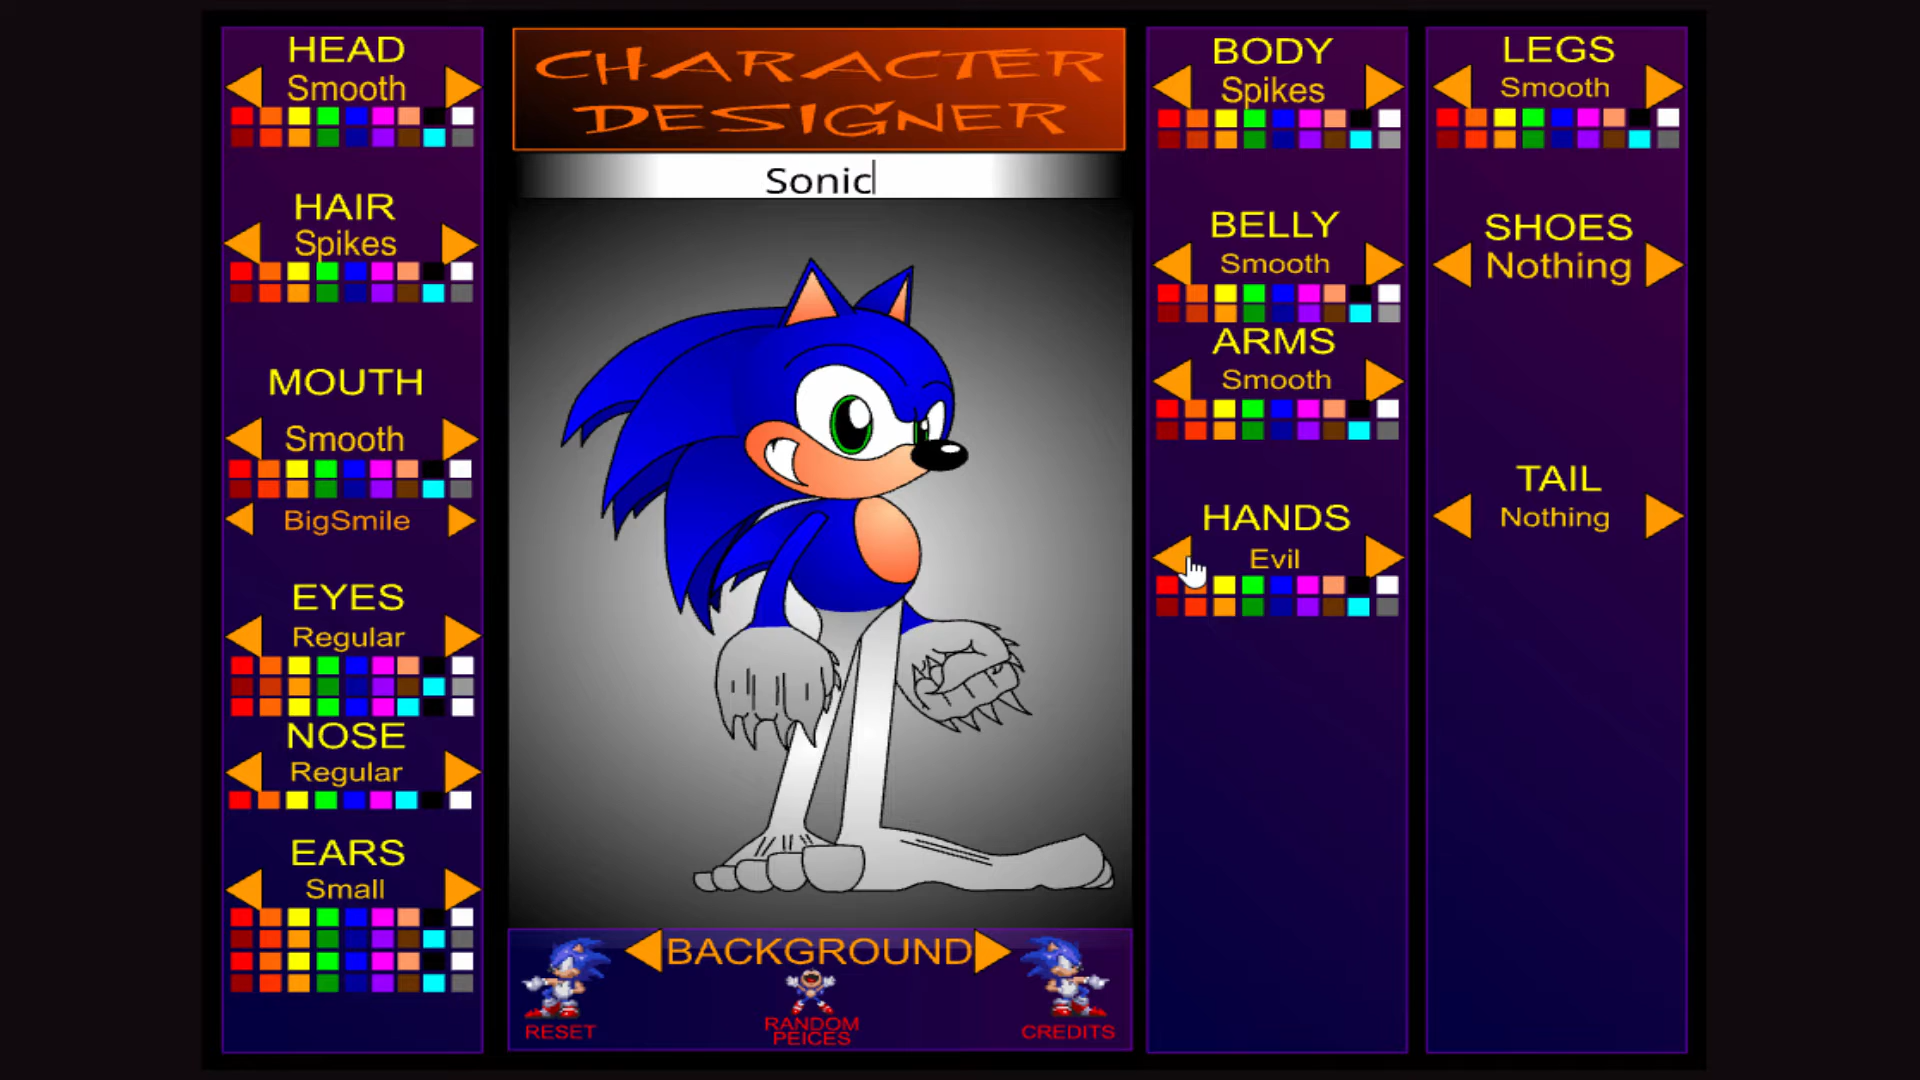 HEAD
Smooth
HAIR
Spikes
MOUTH
Smooth
BigSmile
EYES
Regular
NOSE
Regular
EARS
Small
CHARACTER
DESIGNER
Sonic
BACKGROUND
RESET
RANDOM
PEICES
CREDITS
BODY
Spikes
BELLY
Smooth
ARMS
Smooth
HANDS
Evil
LEGS
Smooth
SHOES
Nothing
TAIL
Nothing